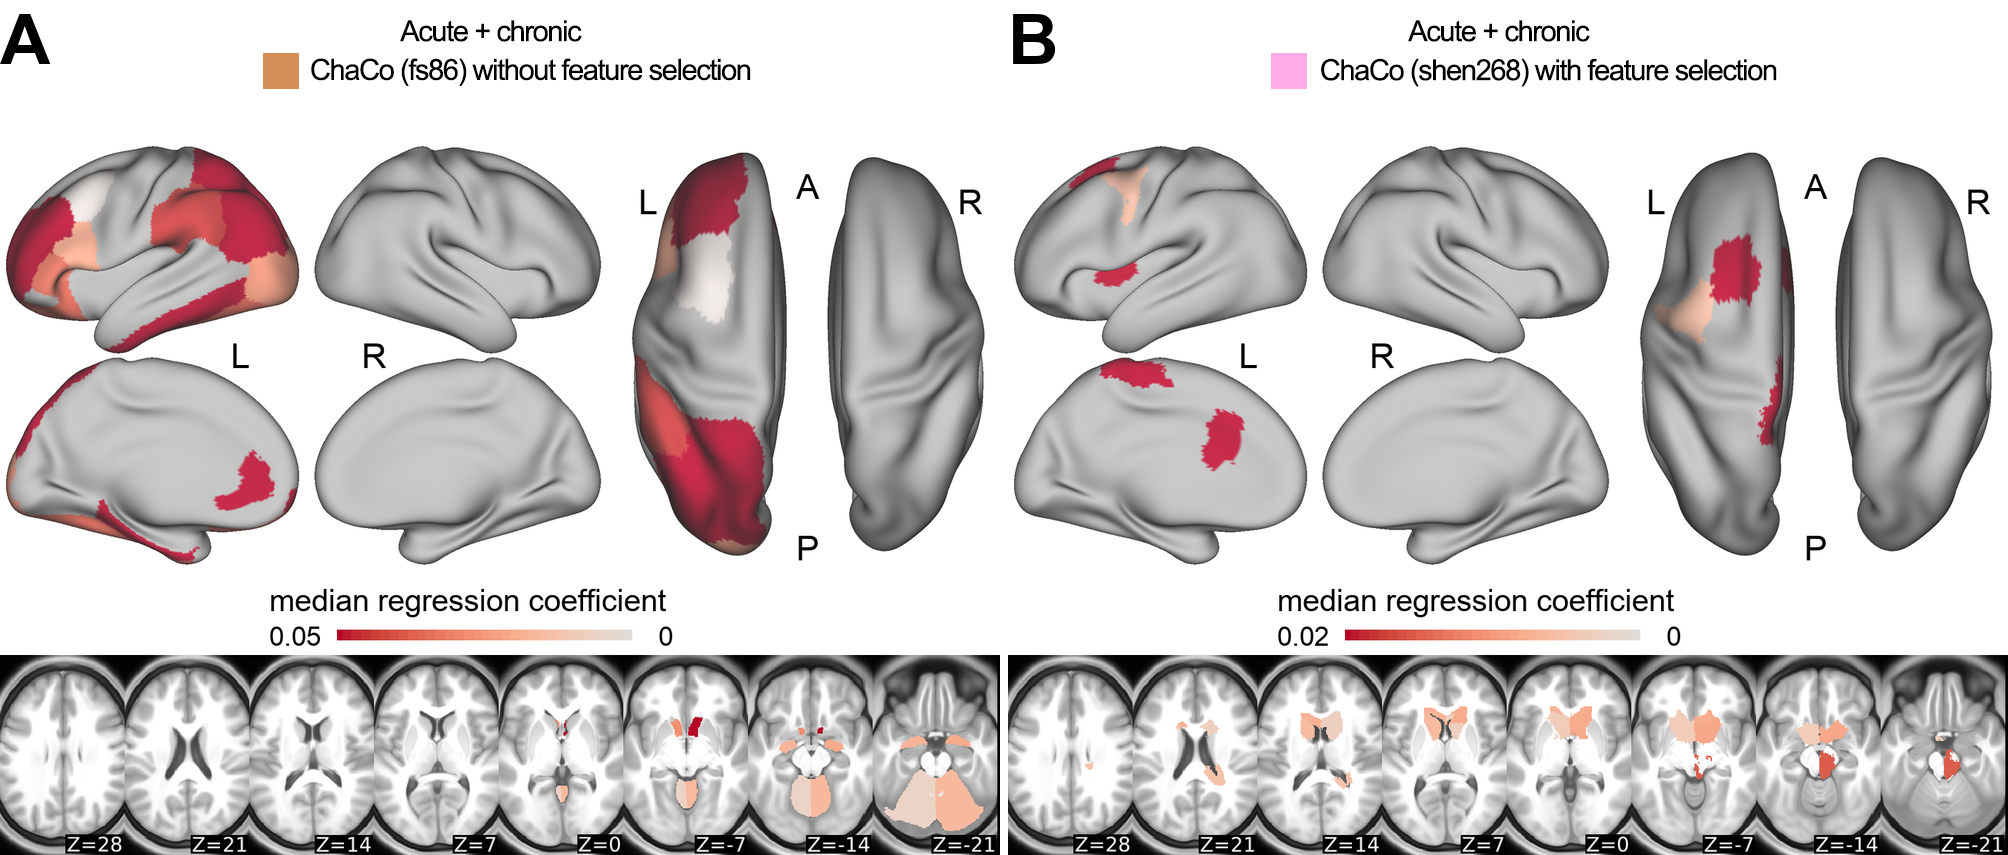 A
Acute + chronic
ChaCo (fs86) without feature selection
L
A
R
L
R
P
median regression coefficient
0.05
0
Z=28
Z=21
Z=14
Z=7
Z=0
Z=-7
Z=-14
Z=-21
B
Acute + chronic
ChaCo (shen268) with feature selection
L
A
R
L
R
P
median regression coefficient
0.02
0
Z=28
Z=21
Z=14
Z=7
Z=0
Z=-7
Z=-14
Z=-21